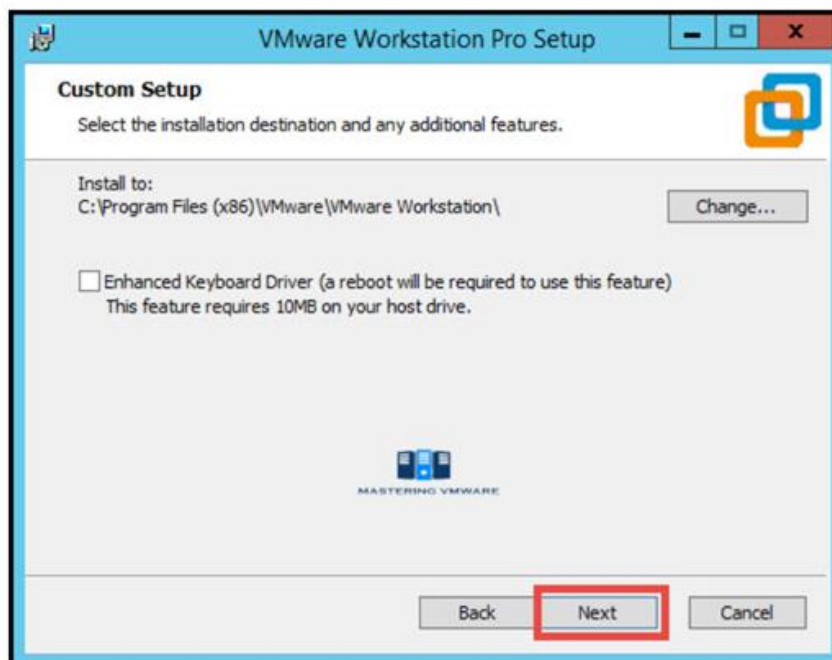 VMware Workstation Pro Setup
Custom Setup
Select the installation destination and any additional features.
Install to:
C:\Program Files (x86)\VMware\VMware Workstation\
Change...
Enhanced Keyboard Driver (a reboot will be required to use this feature)
This feature requires 10MB on your host drive.
MASTERING VMWARE
Back
Next
Cancel